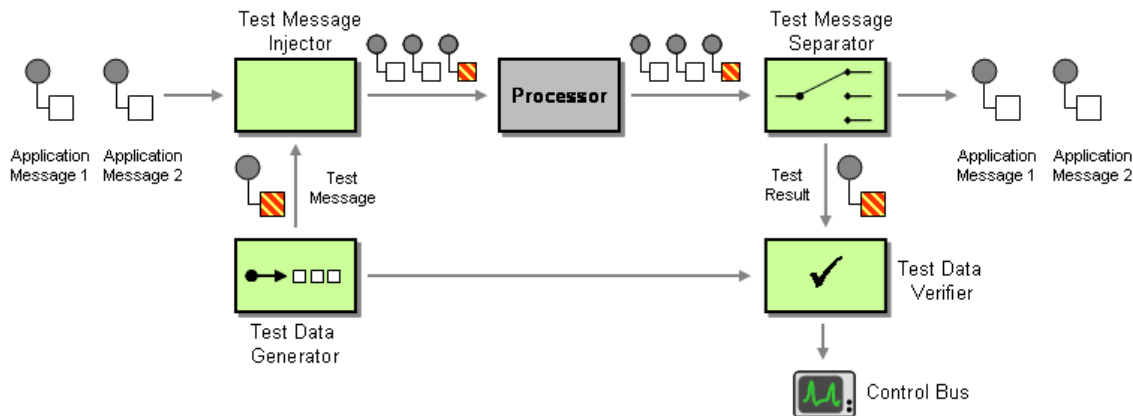 Test Message
Injector
Test Message
Separator
Processor
Application
Message 1
Application
Message 2
Application
Message 1
Application
Message 2
Test
Message
Test
Result
Test Data
Generator
Test Data
Verifier
Control Bus